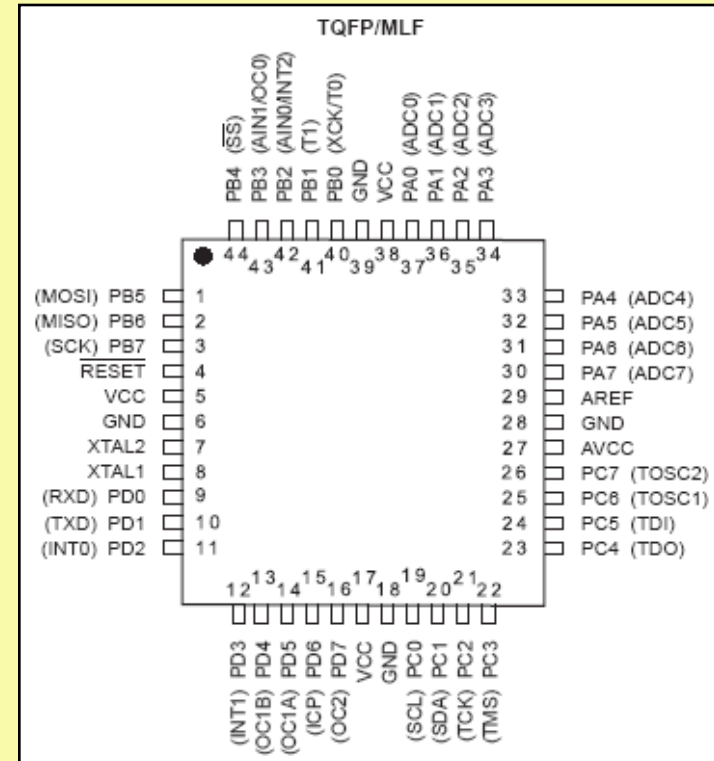 TQFP/MLF
PB4 (SS)
PB3 (AIN1/OC0)
PB2 (AIN0/INT2)
PB1 (T1)
PB0 (XCK/T0)
GND
VCC
PA0 (ADC0)
PA1 (ADC1)
PA2 (ADC2)
PA3 (ADC3)
44 43 42 41 40 39 38 37 36 35 34
(MOSI) PB5 1
(MISO) PB6 2
(SCK) PB7 3
RESET 4
VCC 5
GND 6
XTAL2 7
XTAL1 8
(RXD) PD0 9
(TXD) PD1 10
(INT0) PD2 11
33 PA4 (ADC4)
32 PA5 (ADC5)
31 PA6 (ADC6)
30 PA7 (ADC7)
29 AREF
28 GND
27 AVCC
26 PC7 (TOSC2)
25 PC6 (TOSC1)
24 PC5 (TDI)
23 PC4 (TDO)
12 13 14 15 16 17 18 19 20 21 22
(INT1) PD3
(OC1B) PD4
(OC1A) PD5
(ICP) PD6
(OC2) PD7
VCC
GND
(SCL) PC0
(SDA) PC1
(TCK) PC2
(TMS) PC3